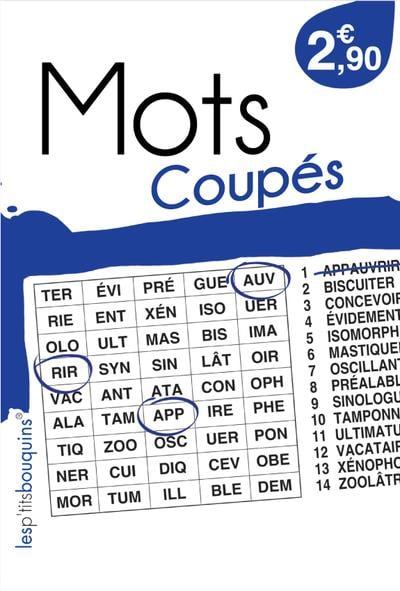 2,90 €
Mots
Coupés
TER ÉVI PRÉ GUE AUV
RIE ENT XÉN ISO UER
OLO ULT MAS BIS IMA
RIR SYN SIN LÂT OIR
VAC ANT ATA CON OPH
ALA TAM APP IRE PHE
TIQ ZOO OSC UER PON
NER CUI DIQ CEV OBE
MOR TUM ILL BLE DEM
1 APPAUVRIR
2 BISCUITER
3 CONCEVOIR
4 ÉVIDEMENT
5 ISOMORPH
6 MASTIQUE
7 OSCILLAN
8 PRÉALABL
9 SINOLOGU
10 TAMPONN
11 ULTIMATU
12 VACATAIR
13 XÉNOPHO
14 ZOOLÂTR
lesp'titsbouquins®